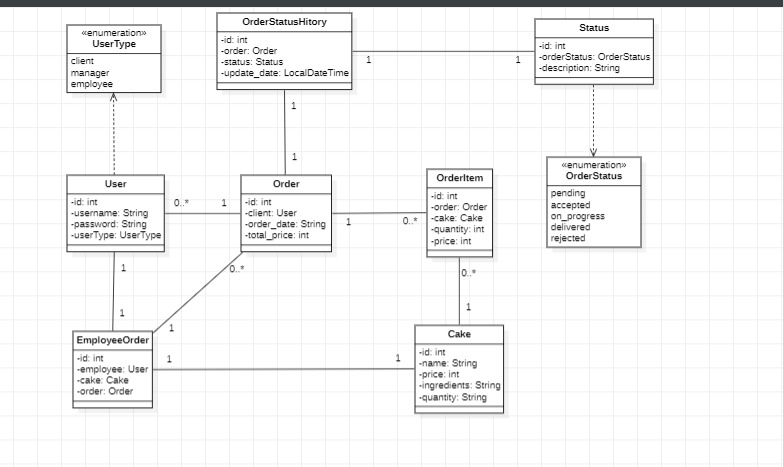 «enumeration»
UserType
client
manager
employee
OrderStatusHitory
-id: int
-order: Order
-status: Status
-update_date: LocalDateTime
1
1
Status
-id: int
-orderStatus: OrderStatus
-description: String
1
1
«enumeration»
OrderStatus
pending
accepted
on_progress
delivered
rejected
User
-id: int
-username: String
-password: String
-userType: UserType
0..*
1
Order
-id: int
-client: User
-order_date: String
-total_price: int
1
0..*
OrderItem
-id: int
-order: Order
-cake: Cake
-quantity: int
-price: int
1
1
0..*
1
0..*
1
EmployeeOrder
-id: int
-employee: User
-cake: Cake
-order: Order
1
1
Cake
-id: int
-name: String
-price: int
-ingredients: String
-quantity: String